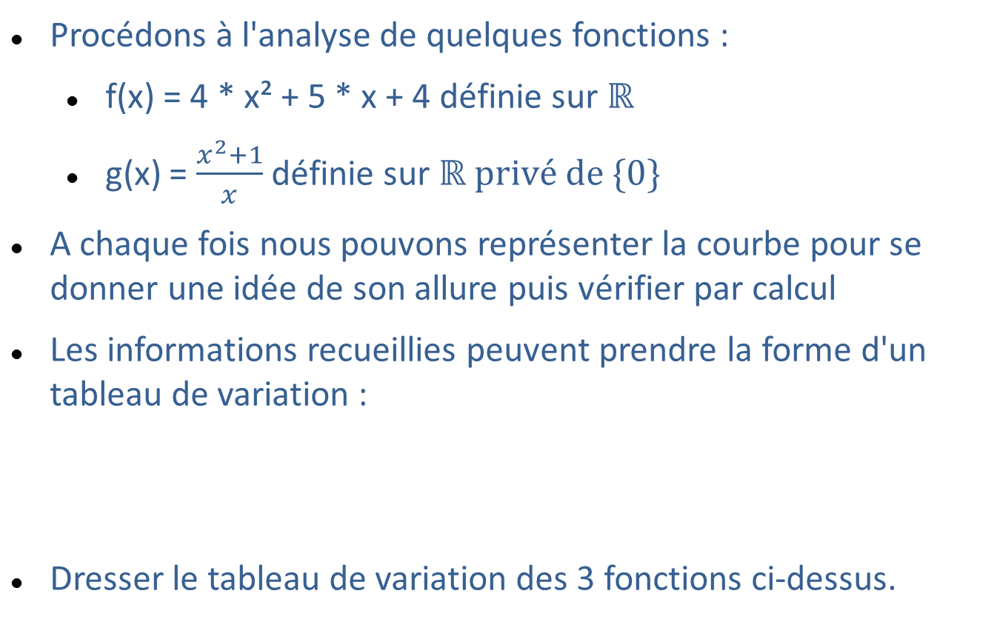 • Procédons à l'analyse de quelques fonctions :
• f(x) = 4 * x² + 5 * x + 4 définie sur ℝ
• g(x) = \frac{x^2+1}{x} définie sur ℝ privé de {0}
• A chaque fois nous pouvons représenter la courbe pour se
donner une idée de son allure puis vérifier par calcul
• Les informations recueillies peuvent prendre la forme d'un
tableau de variation :
• Dresser le tableau de variation des 3 fonctions ci-dessus.